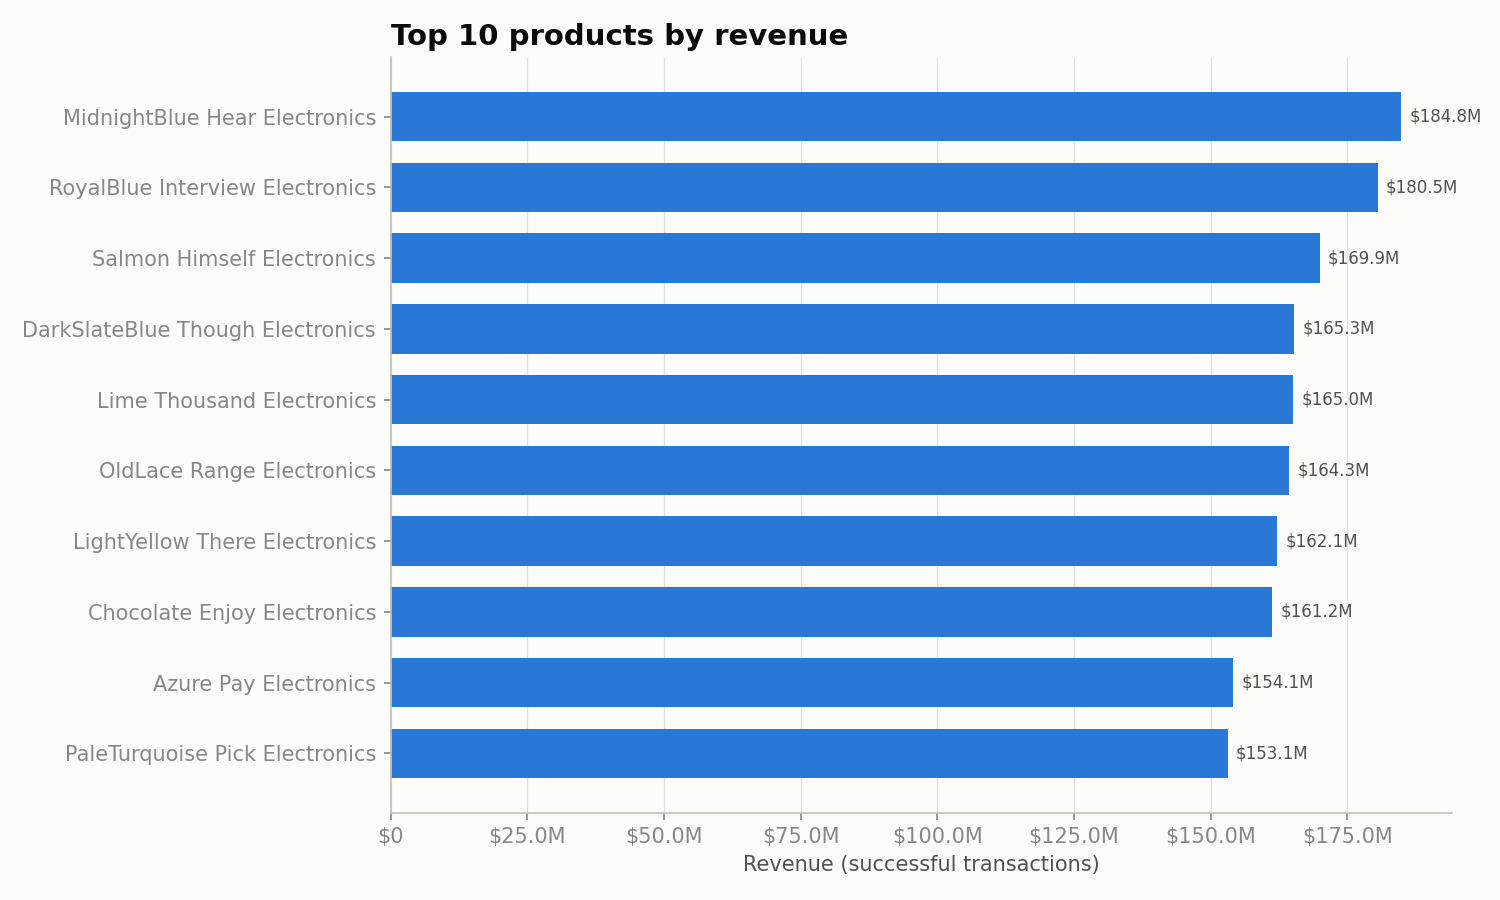 Top 10 products by revenue
MidnightBlue Hear Electronics $184.8M
RoyalBlue Interview Electronics $180.5M
Salmon Himself Electronics $169.9M
DarkSlateBlue Though Electronics $165.3M
Lime Thousand Electronics $165.0M
OldLace Range Electronics $164.3M
LightYellow There Electronics $162.1M
Chocolate Enjoy Electronics $161.2M
Azure Pay Electronics $154.1M
PaleTurquoise Pick Electronics $153.1M
$0 $25.0M $50.0M $75.0M $100.0M $125.0M $150.0M $175.0M
Revenue (successful transactions)